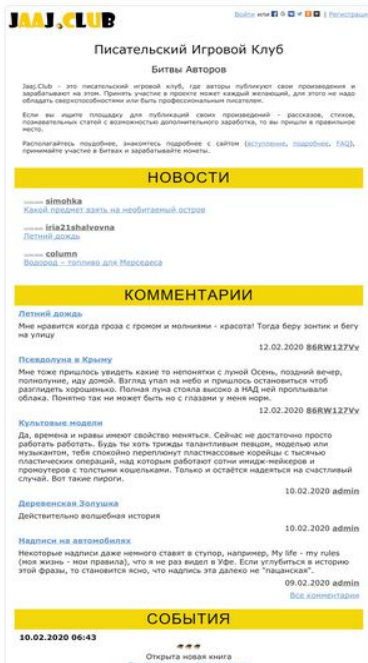 JAAJ.CLUB
Войти или | Регистрация
Писательский Игровой Клуб
Битвы Авторов
Jaaj.Club - это писательский игровой клуб, где авторы публикуют свои произведения и
зарабатывают на этом. Принять участие в проекте может каждый желающий, для этого не надо
обладать сверхспособностями или быть профессиональным писателем.
Если вы ищите площадку для публикаций своих произведений - рассказов, стихов,
познавательных статей с возможностью дополнительного заработка, то вы пришли в правильное
место.
Располагайтесь поудобнее, знакомтесь подробнее с сайтом (вступление, подробнее, FAQ),
принимайте участие в Битвах и зарабатывайте монеты.
НОВОСТИ
simohka
Какой предмет взять на необитаемый остров
iria21shalvovna
Летний дождь
column
Водород - топливо для Мерседеса
КОММЕНТАРИИ
Летний дождь
Мне нравится когда гроза с громом и молниями - красота! Тогда беру зонтик и бегу
на улицу
12.02.2020 86RW127Vv
Псевдолуна в Крыму
Мне тоже пришлось увидеть какие то непонятки с луной Осень, поздний вечер,
полнолуние, иду домой. Взгляд упал на небо и пришлось остановиться чтоб
разглядеть хорошенько. Полная луна стояла высоко а НАД ней проплывали
облака. Понятно так ни может быть но с глазами у меня норм.
12.02.2020 86RW127Vv
Культовые модели
Да, времена и нравы имеют свойство меняться. Сейчас не достаточно просто
работать работать. Будь ты хоть трижды талантливым певцом, моделью или
музыкантом, тебя спокойно переплюнут пластмассовые корейцы с тысячью
пластических операций, над которым работают сотни имидж-мейкеров и
промоутеров с толстыми кошельками. Только и остаётся надеяться на счастливый
случай. Вот такие пироги.
10.02.2020 admin
Деревенская Золушка
Действительно волшебная история
10.02.2020 admin
Надписи на автомобилях
Некоторые надписи даже немного ставят в ступор, например, My life - my rules
(моя жизнь - мои правила), что я не раз видел в Уфе. Если углубиться в историю
этой фразы, то становится ясно, что надпись эта далеко не "пацанская".
09.02.2020 admin
Все комментарии
СОБЫТИЯ
10.02.2020 06:43
Открыта новая книга